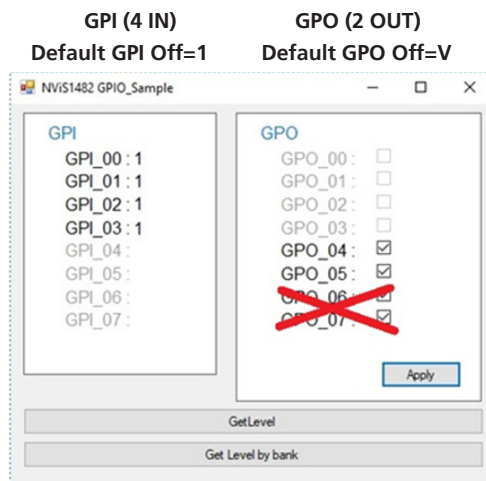 GPI (4 IN)
Default GPI Off=1
GPO (2 OUT)
Default GPO Off=V
NViS1482 GPIO_Sample
GPI
GPI_00 : 1
GPI_01 : 1
GPI_02 : 1
GPI_03 : 1
GPI_04 :
GPI_05 :
GPI_06 :
GPI_07 :
GPO
GPO_00 :
GPO_01 :
GPO_02 :
GPO_03 :
GPO_04 :
GPO_05 :
GPO_06 :
GPO_07 :
Apply
GetLevel
Get Level by bank